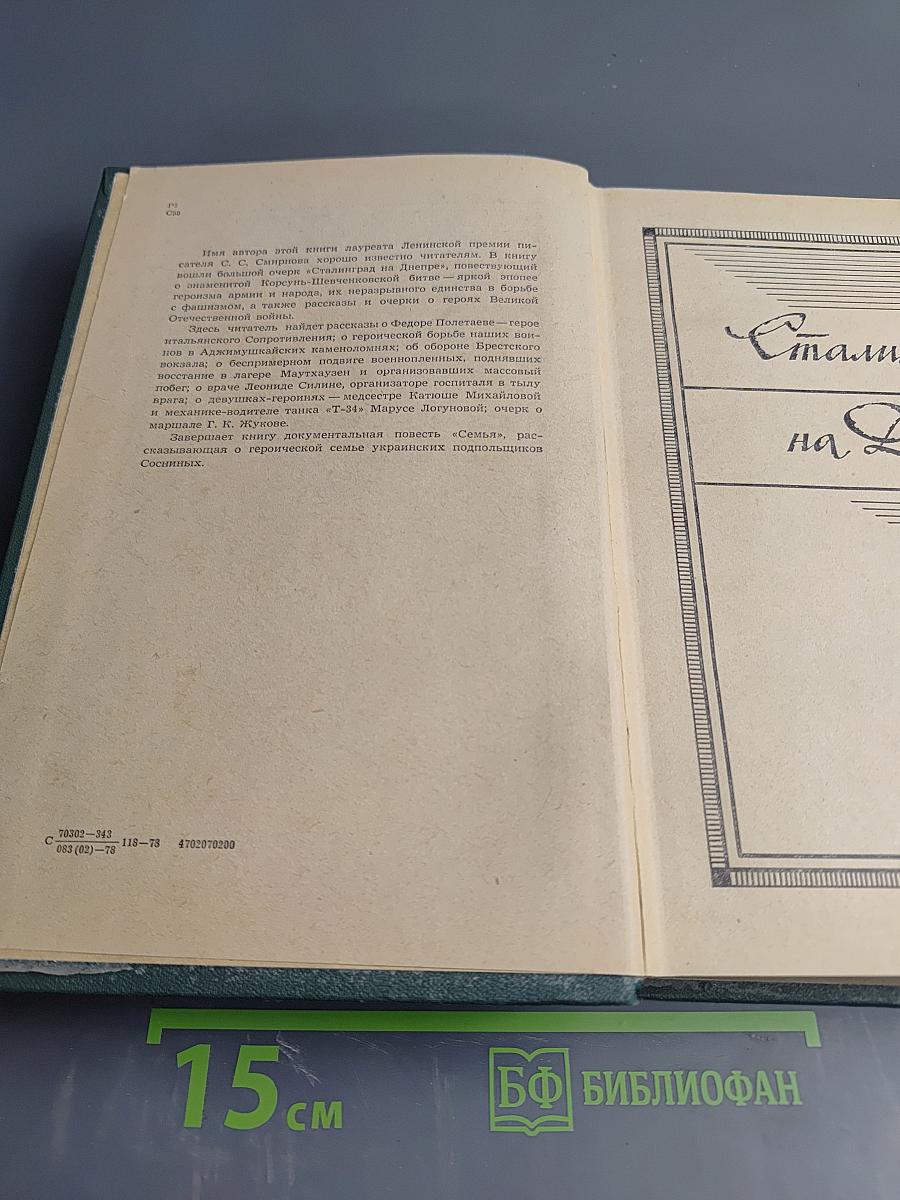 Р2
С50
Имя автора этой книги лауреата Ленинской премии пи-
сателя С. С. Смирнова хорошо известно читателям. В книгу
вошли большой очерк «Сталинград на Днепре», повествующий
о знаменитой Корсунь-Шевченковской битве — яркой эпопее
героизма армии и народа, их неразрывного единства в борьбе
с фашизмом, а также рассказы и очерки о героях Великой
Отечественной войны.
Здесь читатель найдет рассказы о Федоре Полетаеве — герое
итальянского Сопротивления; о героической борьбе наших вои-
нов в Аджимушкайских каменоломнях; об обороне Брестского
вокзала; о беспримерном подвиге военнопленных, поднявших
восстание в лагере Маутхаузен и организовавших массовый
побег; о враче Леониде Силине, организаторе госпиталя в тылу
врага; о девушках-героинях — медсестре Катюше Михайловой
и механике-водителе танка «Т-34» Марусе Логуновой; очерк о
маршале Г. К. Жукове.
Завершает книгу документальная повесть «Семья», рас-
сказывающая о героической семье украинских подпольщиков
Сосниных.
С 70302—343
083(02)—78 118—78 4702070200
Стали
на Д
15 см
БФ БИБЛИОФАН